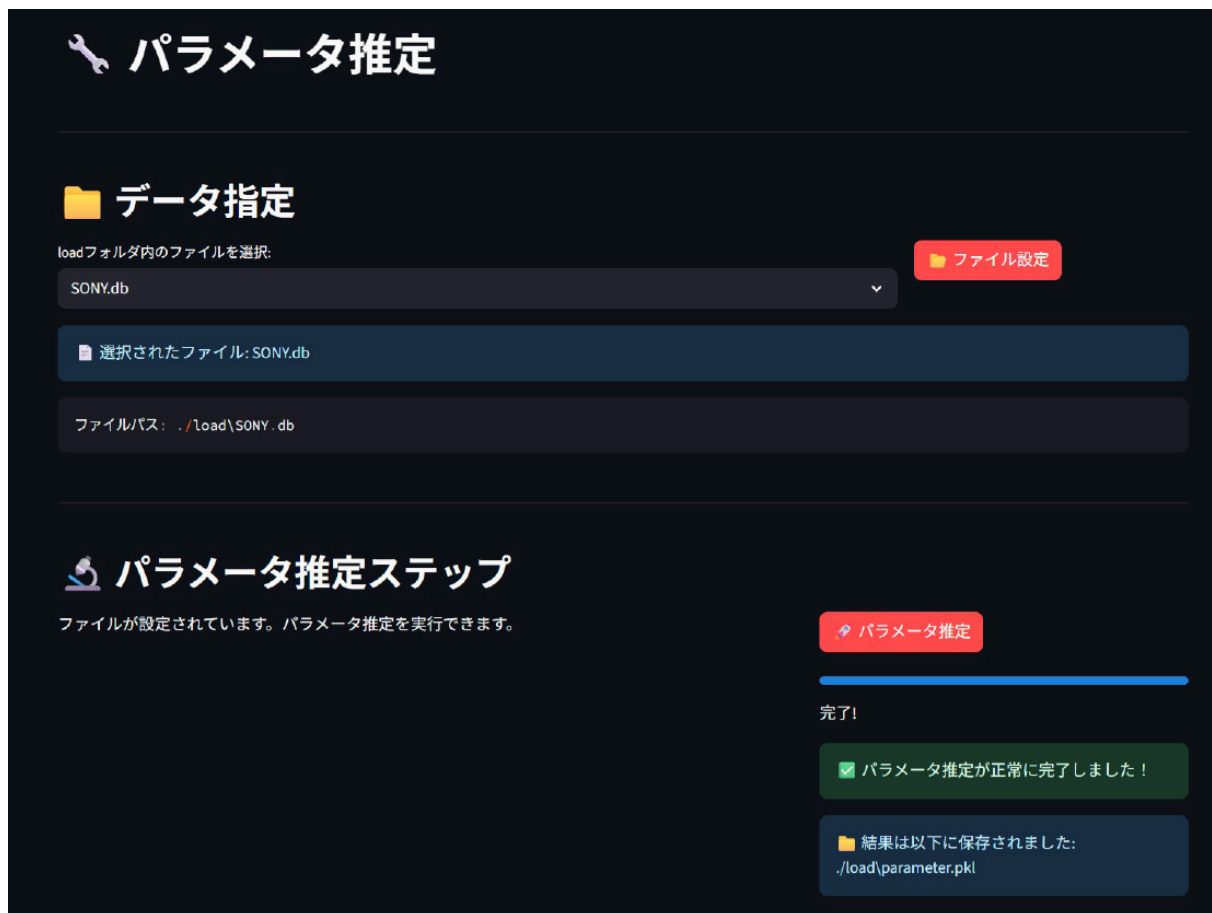 🔧 パラメータ推定
📁 データ指定
loadフォルダ内のファイルを選択:
📂 ファイル設定
SONY.db
📄 選択されたファイル: SONY.db
ファイルパス: ./load\SONY.db
🔬 パラメータ推定ステップ
ファイルが設定されています。パラメータ推定を実行できます。
🚀 パラメータ推定
完了!
✅ パラメータ推定が正常に完了しました！
📁 結果は以下に保存されました:
./load\parameter.pkl